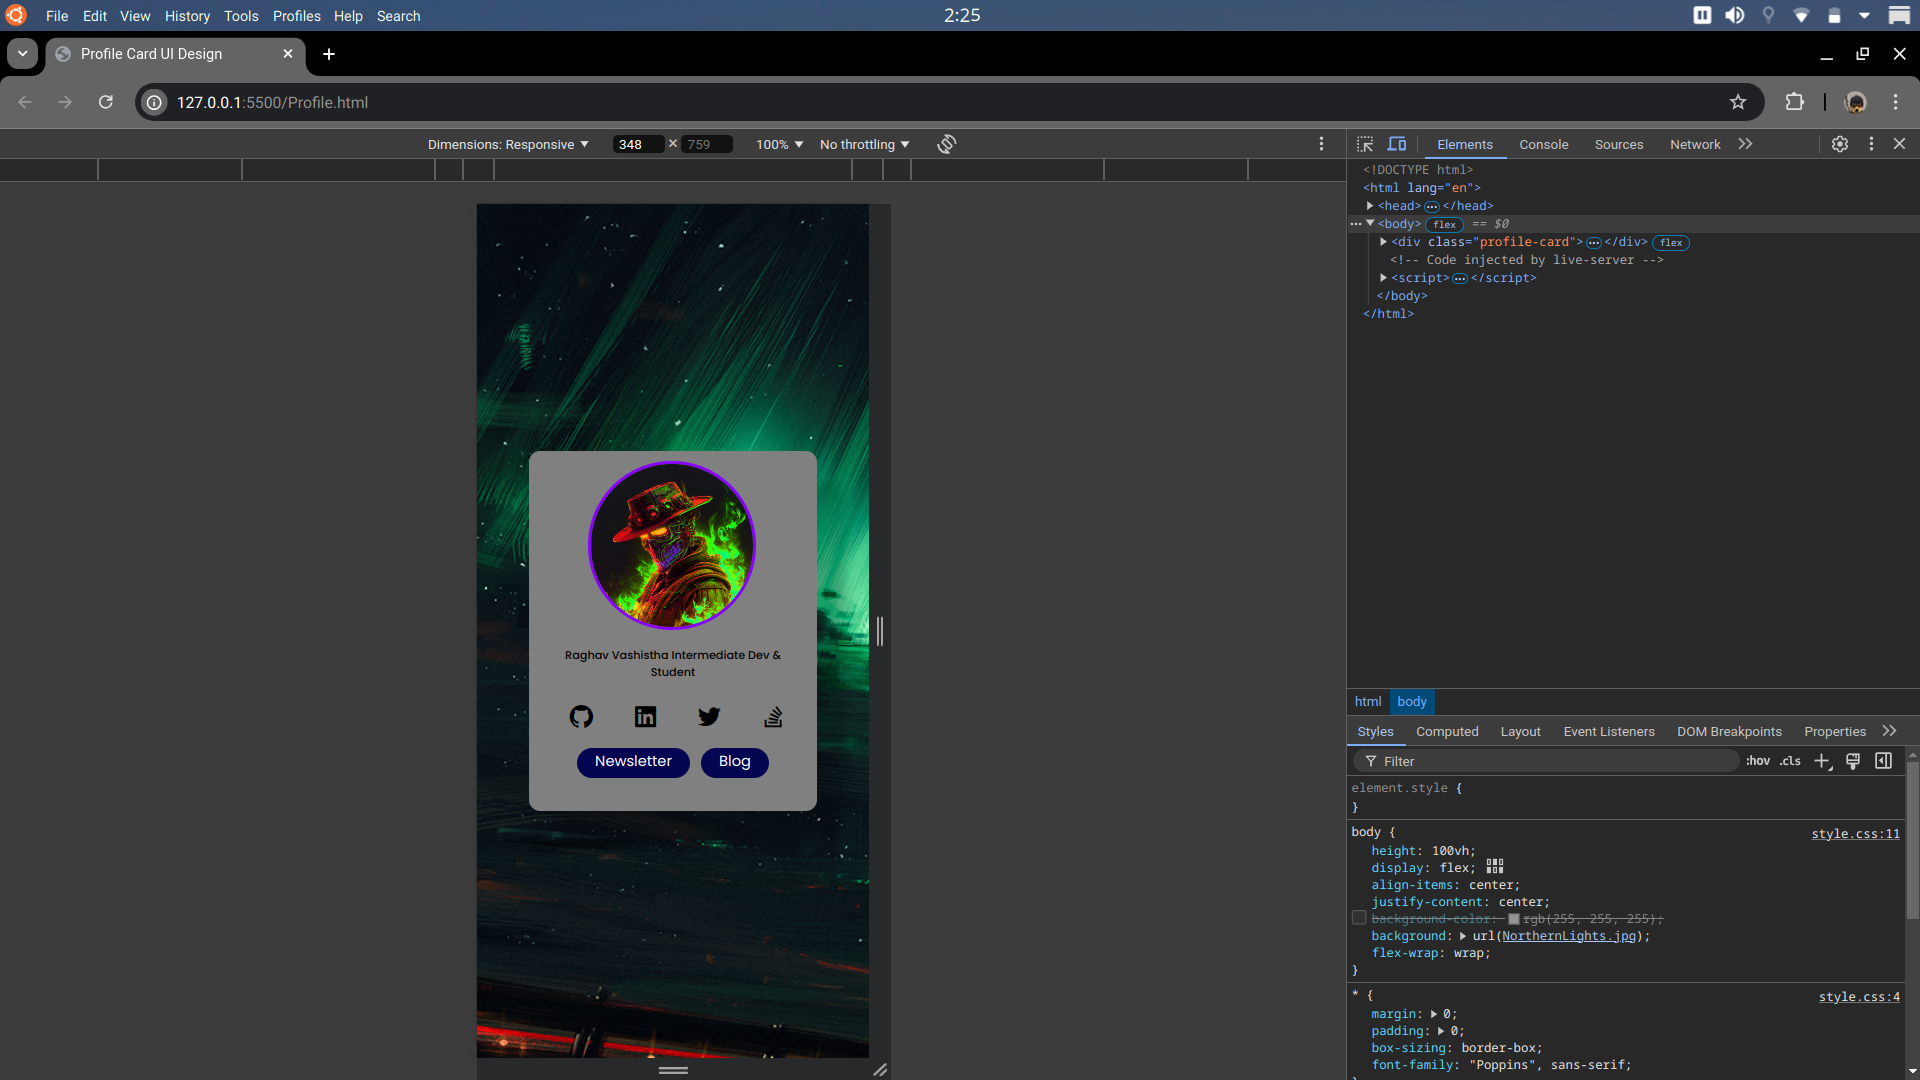 File Edit View History Tools Profiles Help Search
2:25
Profile Card UI Design
127.0.0.1:5500/Profile.html
Dimensions: Responsive 348 × 759 100% No throttling
Elements Console Sources Network
<!DOCTYPE html>
<html lang="en">
<head> ... </head>
... <body> flex == $0
<div class="profile-card"> ... </div> flex
<!-- Code injected by live-server -->
<script> ... </script>
</body>
</html>
Raghav Vashistha Intermediate Dev &
Student
in
Newsletter Blog
html body
Styles Computed Layout Event Listeners DOM Breakpoints Properties
Filter :hov .cls
element.style {
}
body { style.css:11
height: 100vh;
display: flex;
align-items: center;
justify-content: center;
background-color: rgb(255, 255, 255);
background: url(NorthernLights.jpg);
flex-wrap: wrap;
}
* { style.css:4
margin: 0;
padding: 0;
box-sizing: border-box;
font-family: "Poppins", sans-serif;